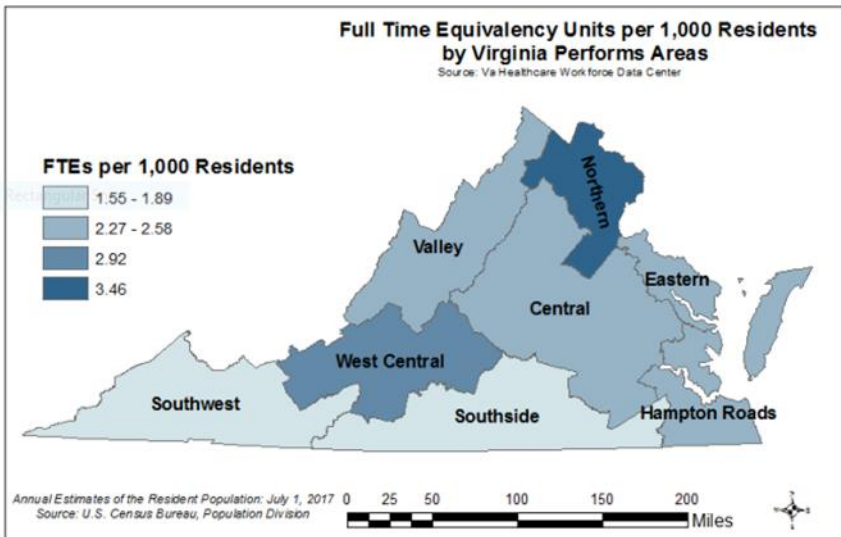 Full Time Equivalency Units per 1,000 Residents
by Virginia Performs Areas
Source: Va Healthcare Workforce Data Center
FTEs per 1,000 Residents
1.55 - 1.89
2.27 - 2.58
2.92
3.46
Northern
Valley
Eastern
Central
West Central
Southwest
Southside
Hampton Roads
Annual Estimates of the Resident Population: July 1, 2017
Source: U.S. Census Bureau, Population Division
0 25 50 100 150 200
Miles